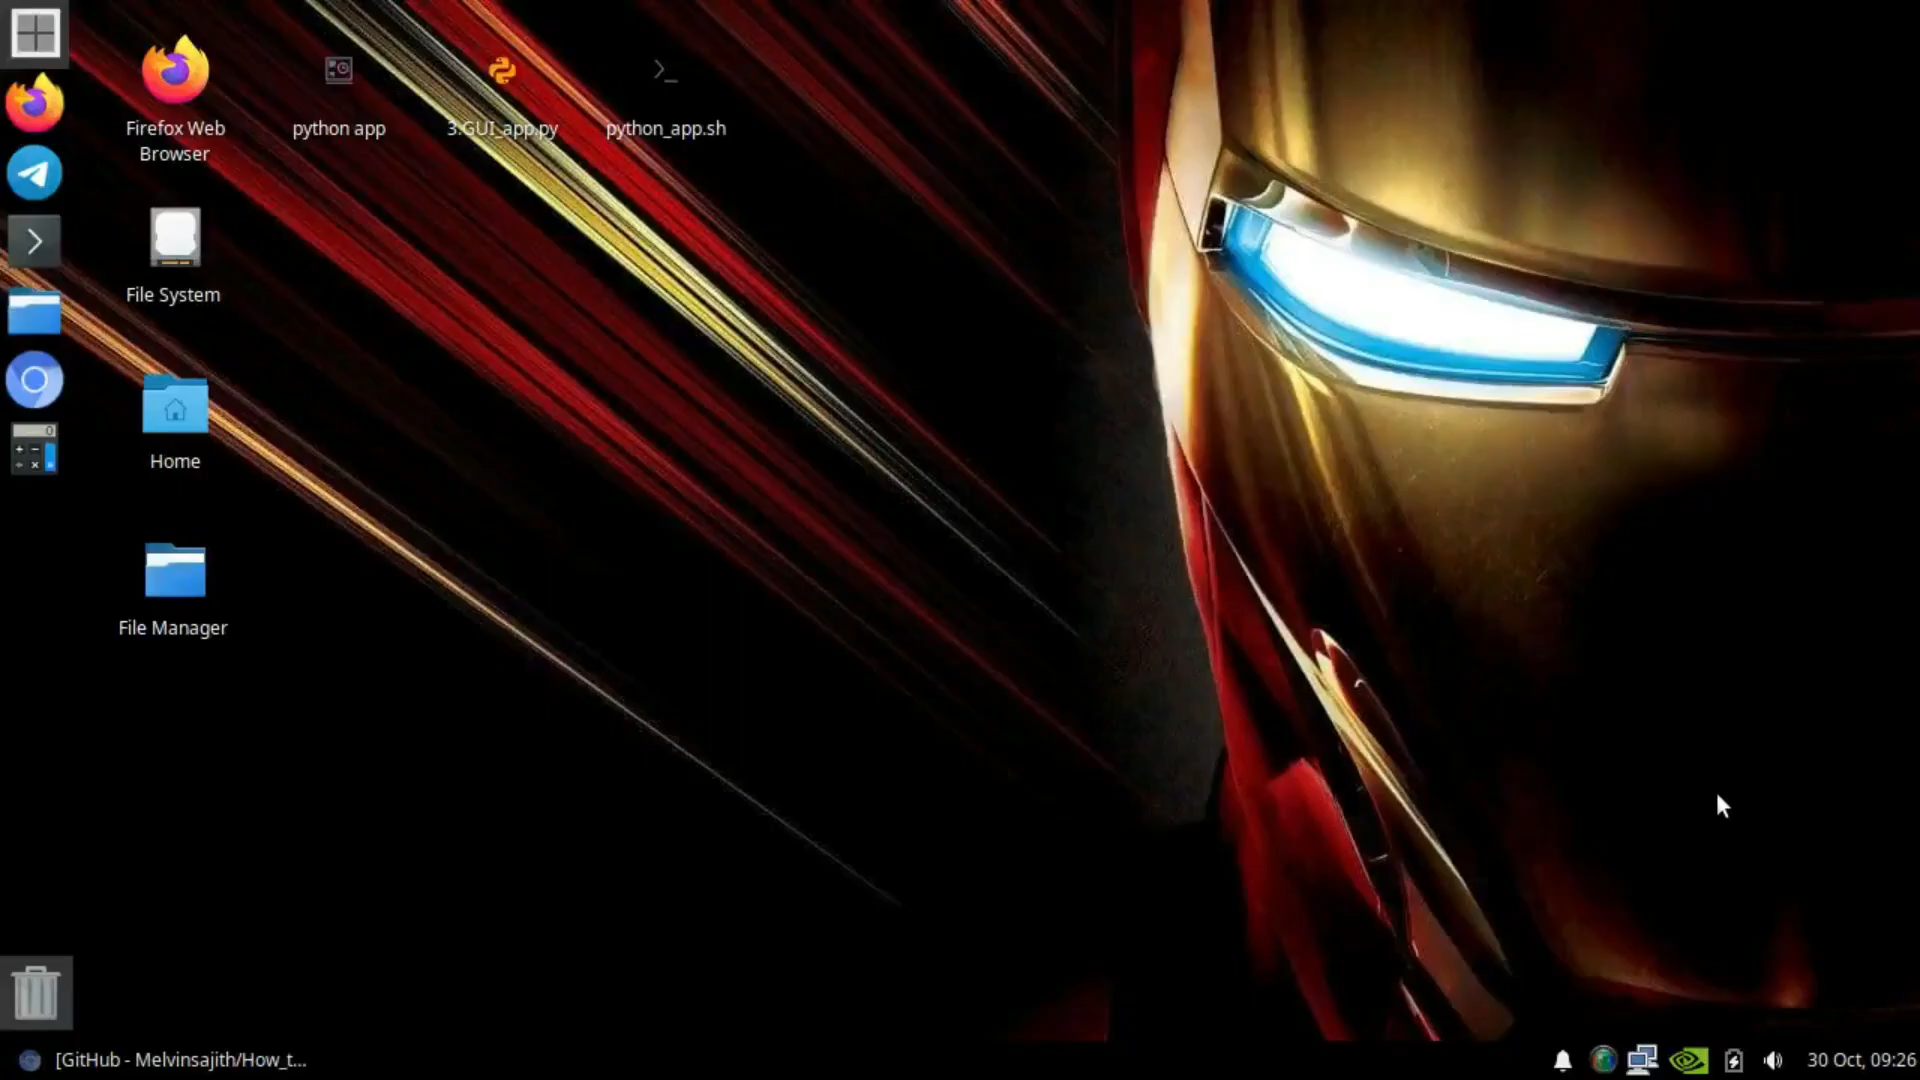 Firefox Web
Browser
python app
3.GUI_app.py
python_app.sh
File System
0
Home
File Manager
[GitHub - Melvinsajith/How_t...
30 Oct, 09:26